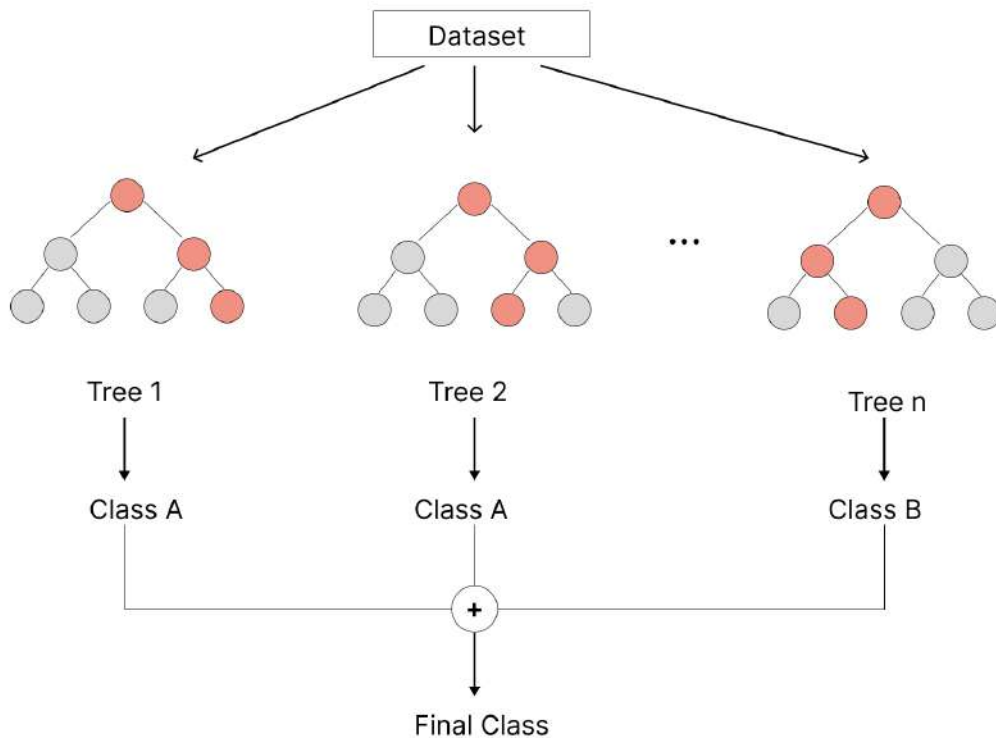 Dataset
...
Tree 1
Tree 2
Tree n
Class A
Class A
Class B
+
Final Class